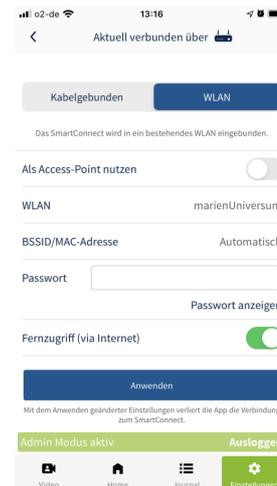 o2-de
13:16
Aktuell verbunden über
Kabelgebunden
WLAN
Das SmartConnect wird in ein bestehendes WLAN eingebunden.
Als Access-Point nutzen
WLAN
marienUniversum
BSSID/MAC-Adresse
Automatisch
Passwort
Passwort anzeigen
Fernzugriff (via Internet)
Anwenden
Mit dem Anwenden geänderter Einstellungen verliert die App die Verbindung
zum SmartConnect.
Admin Modus aktiv
Ausloggen
Video
Home
Journal
Einstellungen